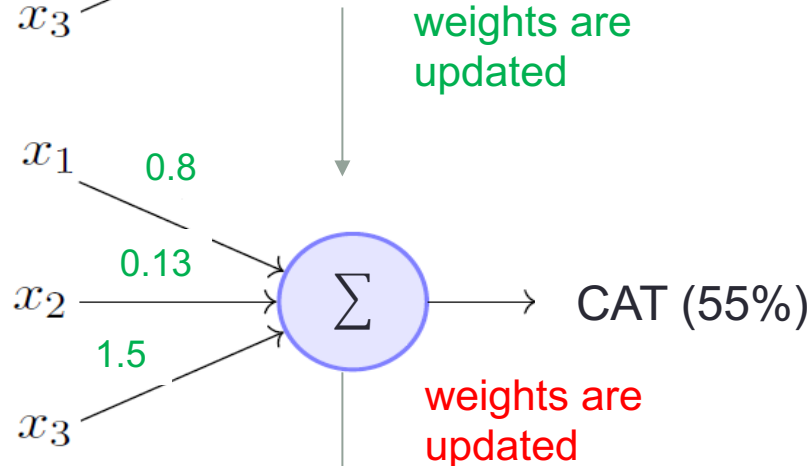 x3
weights are
updated
x1
0.8
0.13
x2
∑
CAT (55%)
1.5
weights are
updated
x3